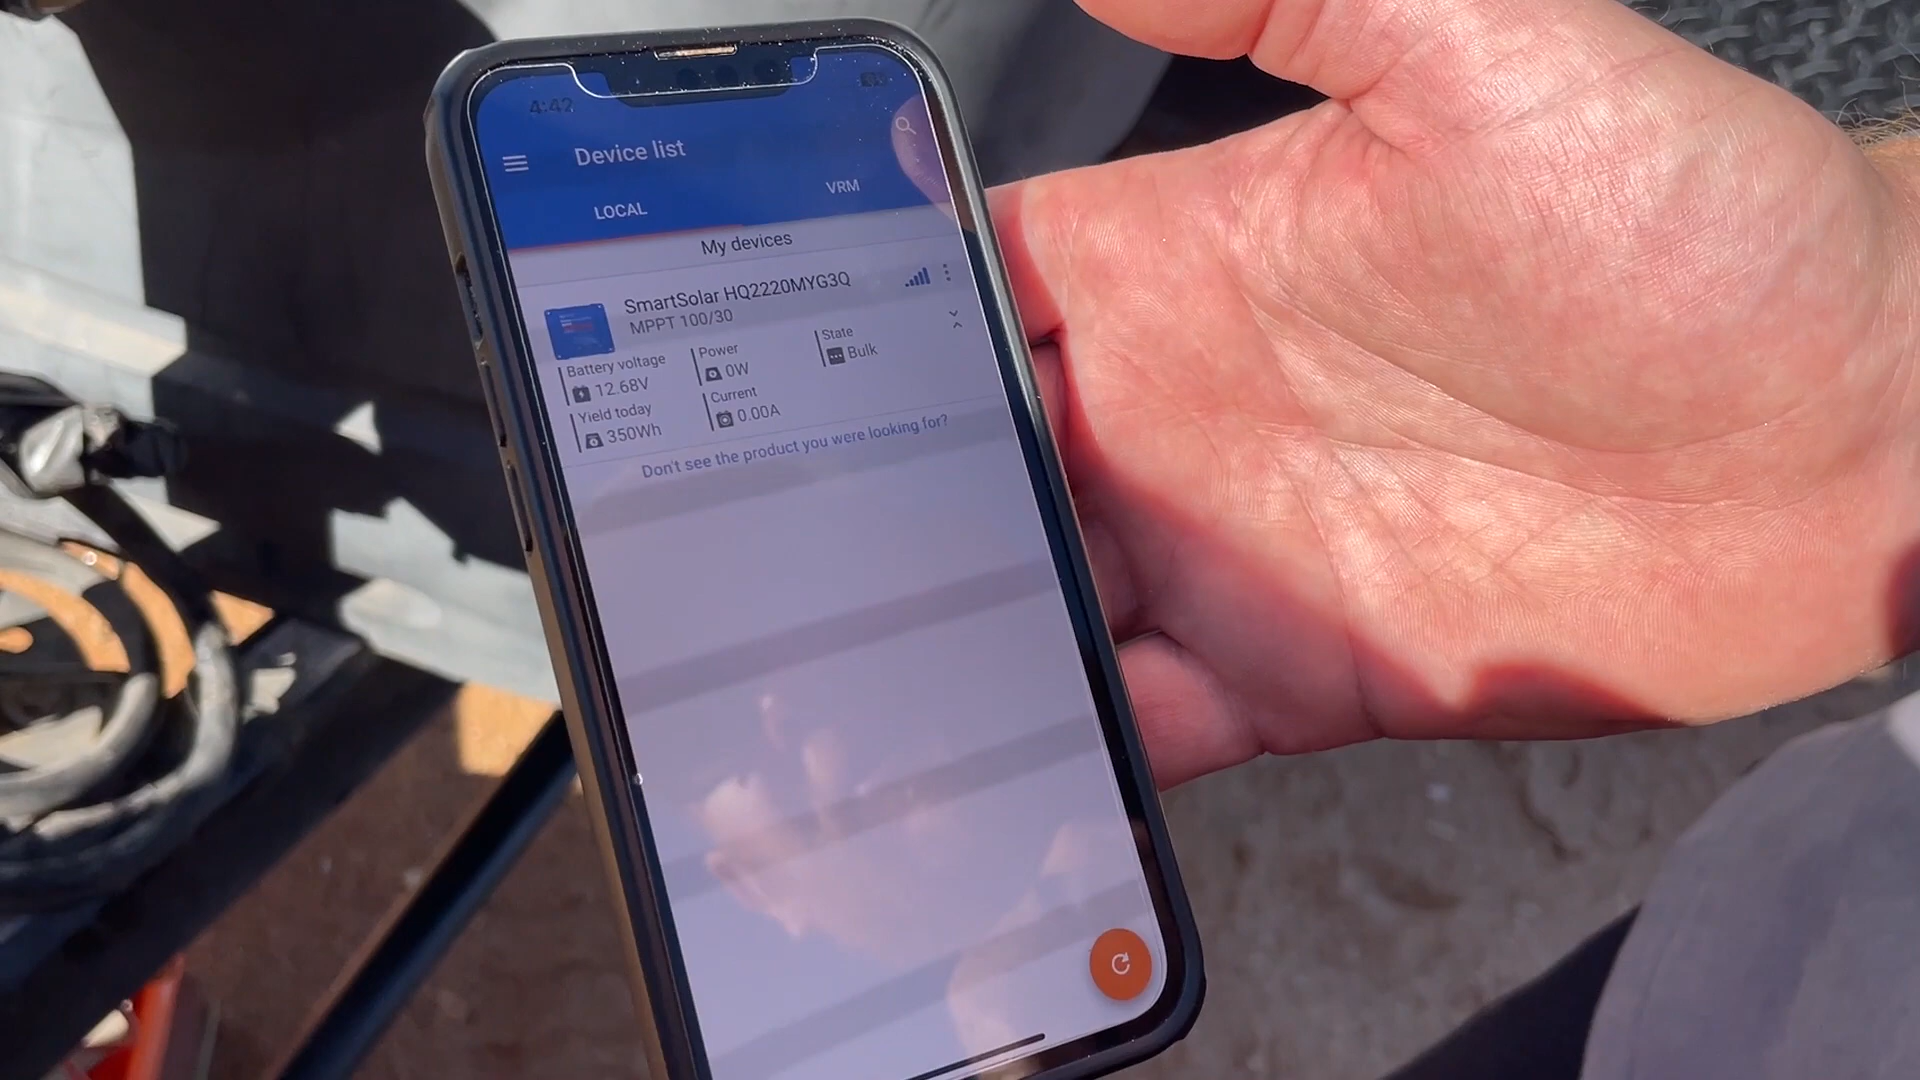 4:42
Device list
LOCAL
VRM
My devices
SmartSolar HQ2220MYG3Q
MPPT 100/30
Battery voltage
12.68V
Power
0W
State
Bulk
Yield today
350Wh
Current
0.00A
Don't see the product you were looking for?